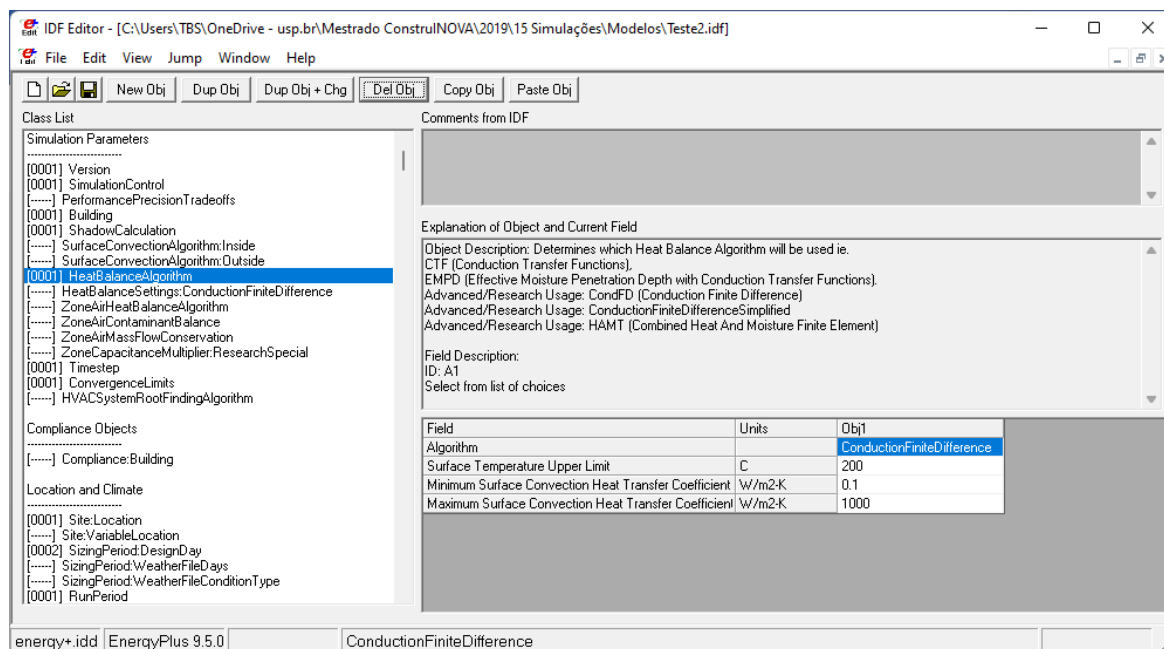 IDF Editor - [C:\Users\TBS\OneDrive - usp.br\Mestrado ConstruINOVA\2019\15 Simulações\Modelos\Teste2.idf]
File Edit View Jump Window Help
New Obj Dup Obj Dup Obj + Chg Del Obj Copy Obj Paste Obj
Class List
Simulation Parameters
-------------------------
[0001] Version
[0001] SimulationControl
[------] PerformancePrecisionTradeoffs
[0001] Building
[0001] ShadowCalculation
[------] SurfaceConvectionAlgorithm:Inside
[------] SurfaceConvectionAlgorithm:Outside
[0001] HeatBalanceAlgorithm
[------] HeatBalanceSettings:ConductionFiniteDifference
[------] ZoneAirHeatBalanceAlgorithm
[------] ZoneAirContaminantBalance
[------] ZoneAirMassFlowConservation
[------] ZoneCapacitanceMultiplier:ResearchSpecial
[0001] Timestep
[0001] ConvergenceLimits
[------] HVACSystemRootFindingAlgorithm
Compliance Objects
-------------------------
[------] Compliance:Building
Location and Climate
-------------------------
[0001] Site:Location
[------] Site:VariableLocation
[0002] SizingPeriod:DesignDay
[------] SizingPeriod:WeatherFileDays
[------] SizingPeriod:WeatherFileConditionType
[0001] RunPeriod
Comments from IDF
Explanation of Object and Current Field
Object Description: Determines which Heat Balance Algorithm will be used ie.
CTF (Conduction Transfer Functions),
EMPD (Effective Moisture Penetration Depth with Conduction Transfer Functions).
Advanced/Research Usage: CondFD (Conduction Finite Difference)
Advanced/Research Usage: ConductionFiniteDifferenceSimplified
Advanced/Research Usage: HAMT (Combined Heat And Moisture Finite Element)
Field Description:
ID: A1
Select from list of choices
Field Units Obj1
Algorithm ConductionFiniteDifference
Surface Temperature Upper Limit C 200
Minimum Surface Convection Heat Transfer Coefficient W/m2-K 0.1
Maximum Surface Convection Heat Transfer Coefficient W/m2-K 1000
energy+.idd EnergyPlus 9.5.0 ConductionFiniteDifference